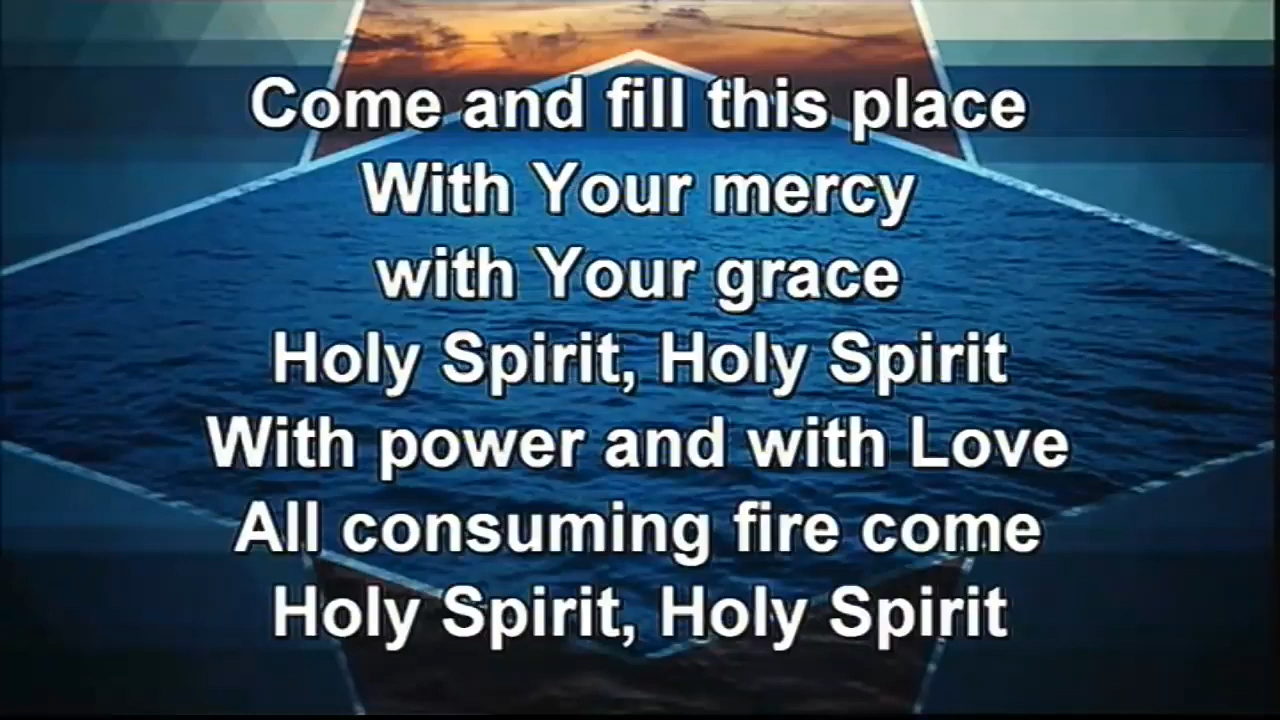 Come and fill this place
With Your mercy
with Your grace
Holy Spirit, Holy Spirit
With power and with Love
All consuming fire come
Holy Spirit, Holy Spirit